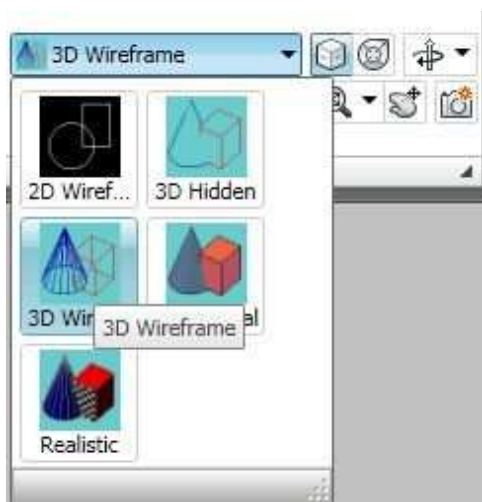 3D Wireframe
2D Wiref... 3D Hidden
3D Wir al
3D Wireframe
Realistic